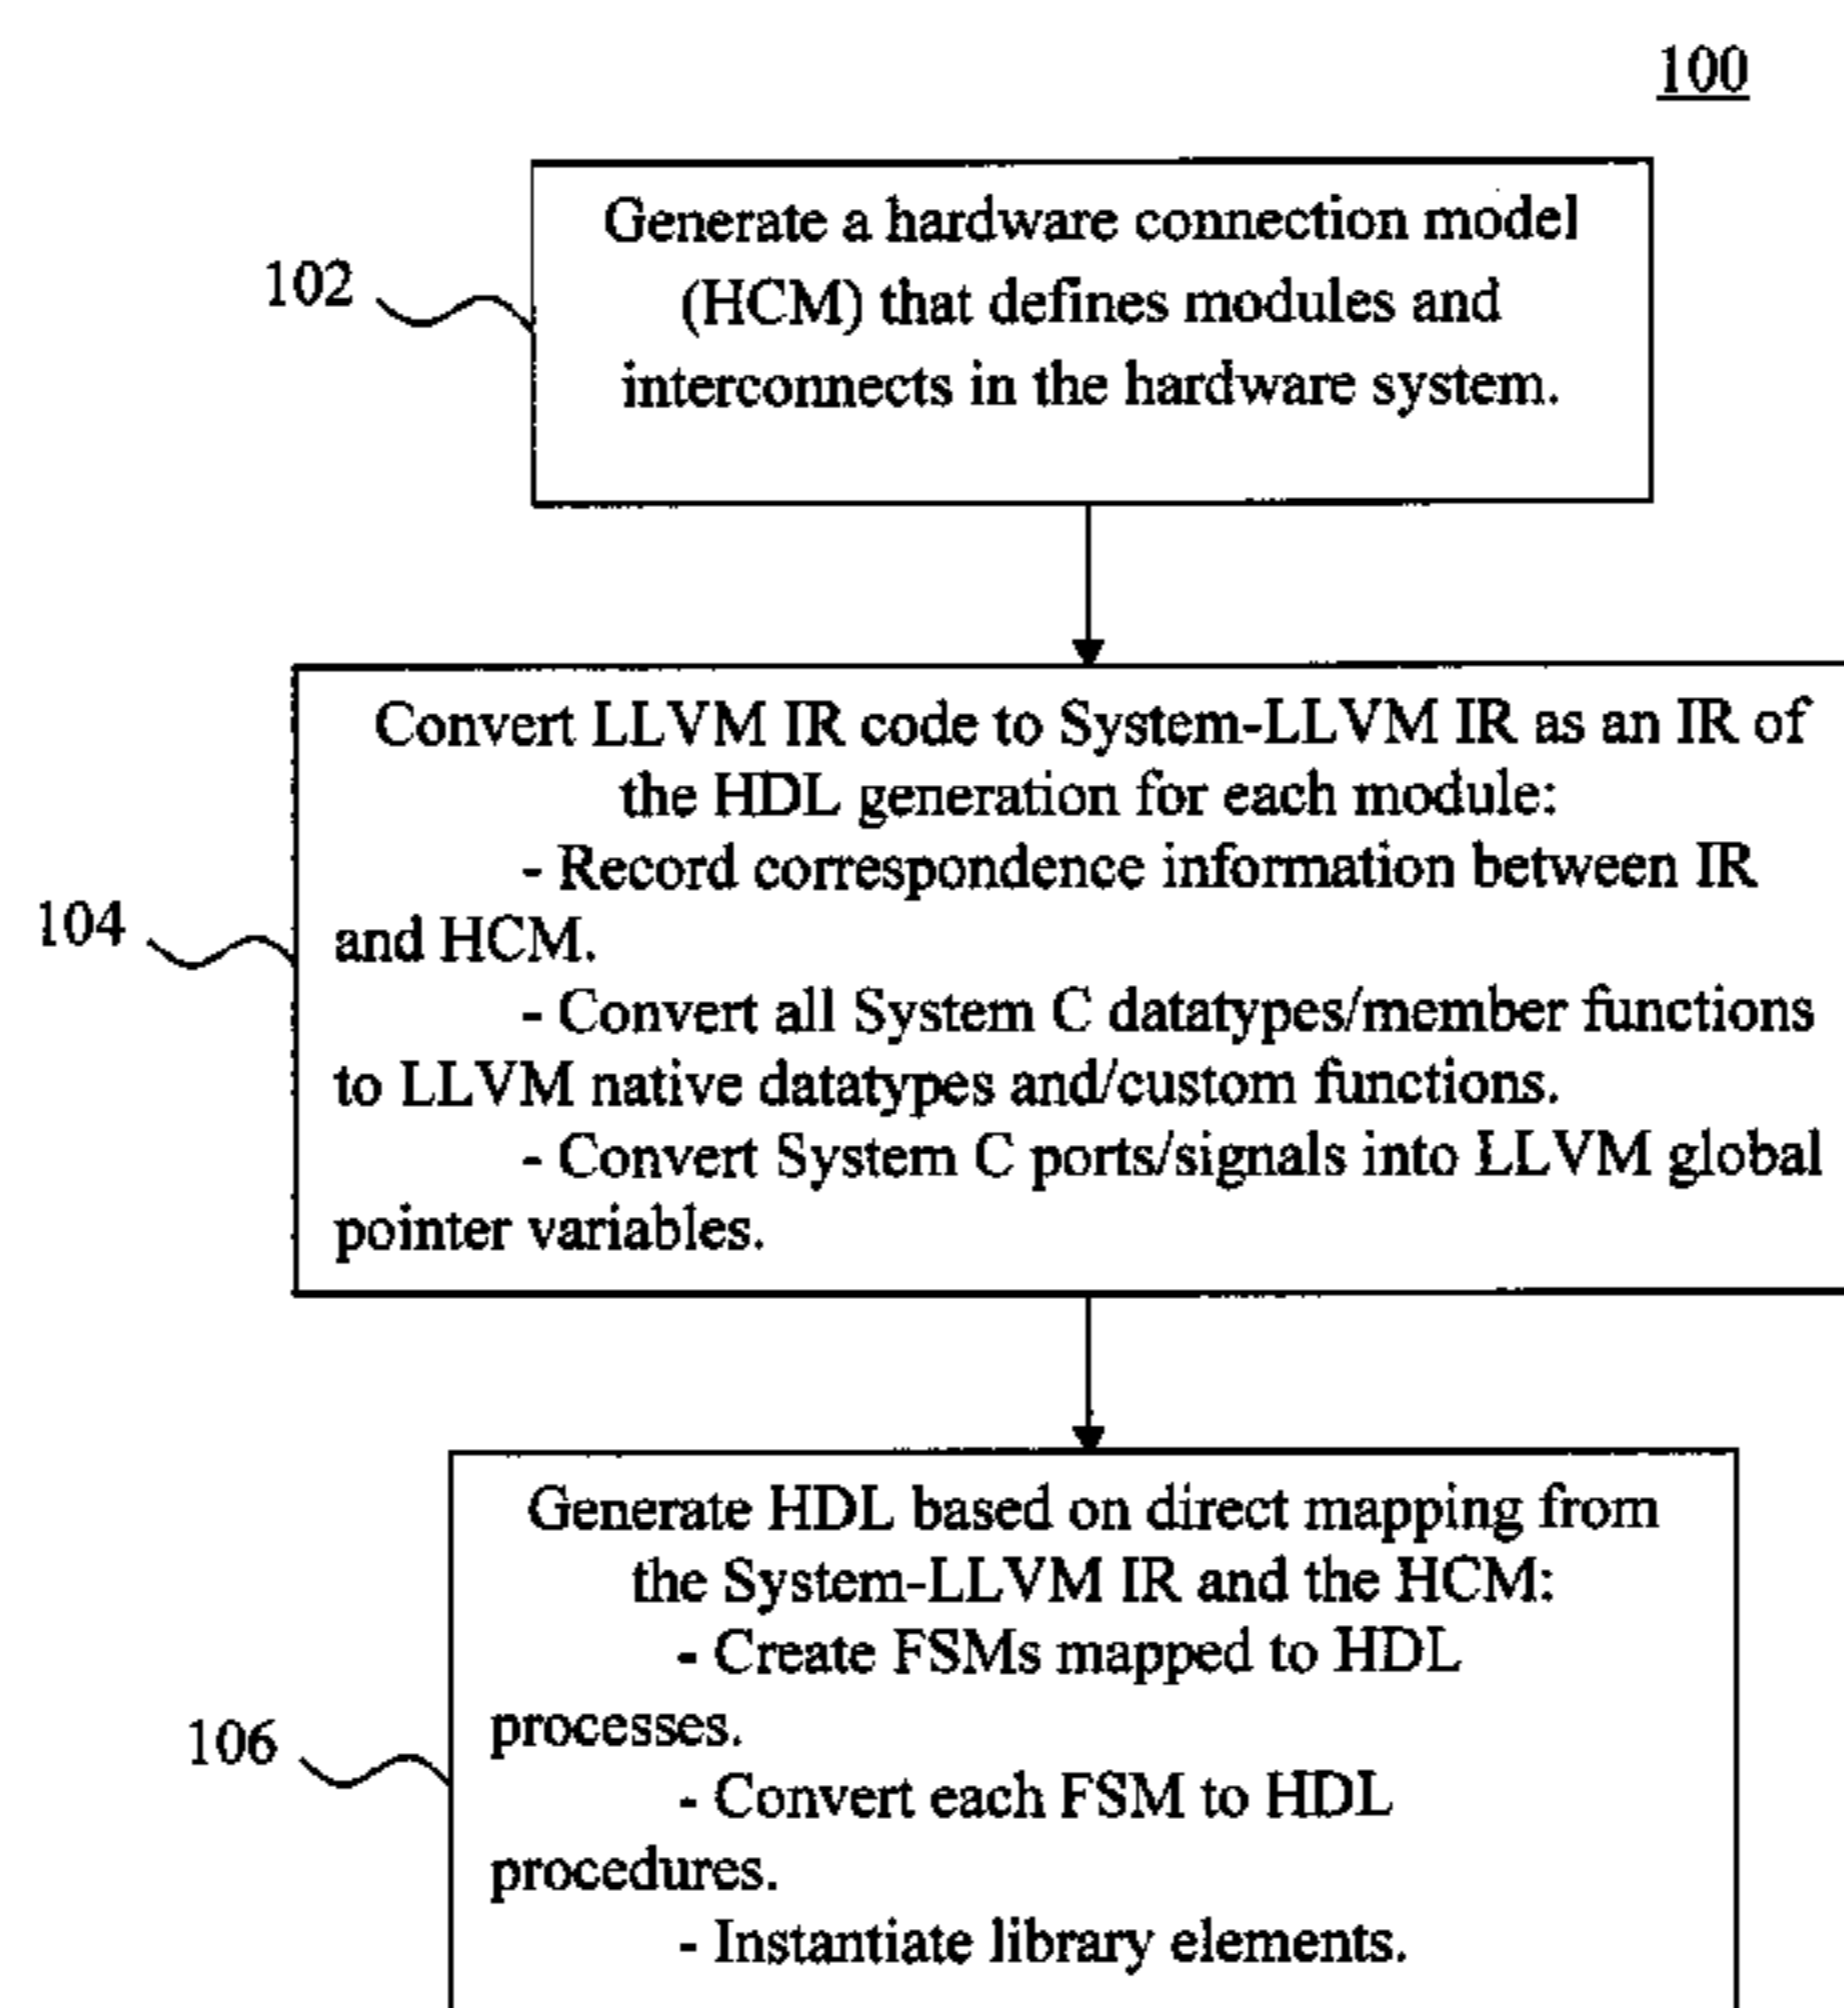 100
102
Generate a hardware connection model
(HCM) that defines modules and
interconnects in the hardware system.
104
Convert LLVM IR code to System-LLVM IR as an IR of
the HDL generation for each module:
- Record correspondence information between IR
and HCM.
- Convert all System C datatypes/member functions
to LLVM native datatypes and/custom functions.
- Convert System C ports/signals into LLVM global
pointer variables.
106
Generate HDL based on direct mapping from
the System-LLVM IR and the HCM:
- Create FSMs mapped to HDL
processes.
- Convert each FSM to HDL
procedures.
- Instantiate library elements.